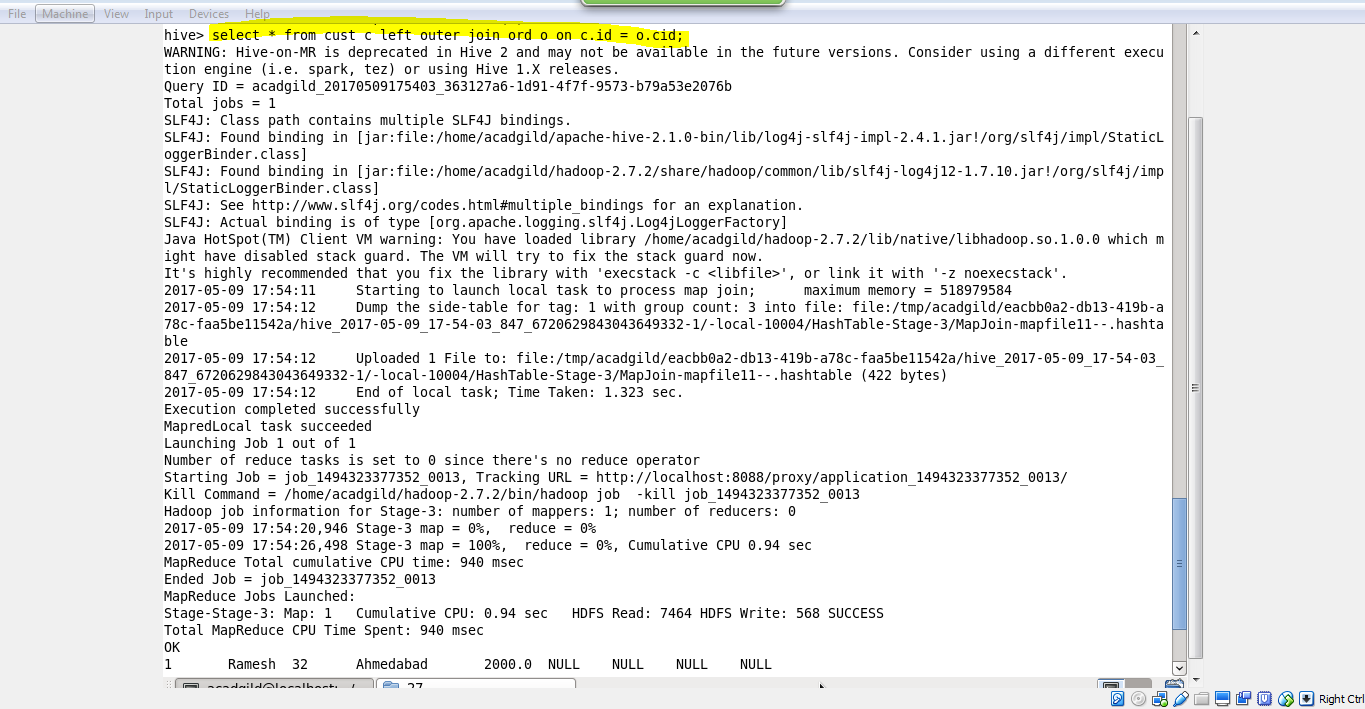 File Machine View Input Devices Help
hive> select * from cust c left outer join ord o on c.id = o.cid;
WARNING: Hive-on-MR is deprecated in Hive 2 and may not be available in the future versions. Consider using a different execu
tion engine (i.e. spark, tez) or using Hive 1.X releases.
Query ID = acadgild_20170509175403_363127a6-1d91-4f7f-9573-b79a53e2076b
Total jobs = 1
SLF4J: Class path contains multiple SLF4J bindings.
SLF4J: Found binding in [jar:file:/home/acadgild/apache-hive-2.1.0-bin/lib/log4j-slf4j-impl-2.4.1.jar!/org/slf4j/impl/StaticL
oggerBinder.class]
SLF4J: Found binding in [jar:file:/home/acadgild/hadoop-2.7.2/share/hadoop/common/lib/slf4j-log4j12-1.7.10.jar!/org/slf4j/imp
l/StaticLoggerBinder.class]
SLF4J: See http://www.slf4j.org/codes.html#multiple_bindings for an explanation.
SLF4J: Actual binding is of type [org.apache.logging.slf4j.Log4jLoggerFactory]
Java HotSpot(TM) Client VM warning: You have loaded library /home/acadgild/hadoop-2.7.2/lib/native/libhadoop.so.1.0.0 which m
ight have disabled stack guard. The VM will try to fix the stack guard now.
It's highly recommended that you fix the library with 'execstack -c <libfile>', or link it with '-z noexecstack'.
2017-05-09 17:54:11 Starting to launch local task to process map join; maximum memory = 518979584
2017-05-09 17:54:12 Dump the side-table for tag: 1 with group count: 3 into file: file:/tmp/acadgild/eacbb0a2-db13-419b-a
78c-faa5be11542a/hive_2017-05-09_17-54-03_847_6720629843043649332-1/-local-10004/HashTable-Stage-3/MapJoin-mapfile11--.hashta
ble
2017-05-09 17:54:12 Uploaded 1 File to: file:/tmp/acadgild/eacbb0a2-db13-419b-a78c-faa5be11542a/hive_2017-05-09_17-54-03_
847_6720629843043649332-1/-local-10004/HashTable-Stage-3/MapJoin-mapfile11--.hashtable (422 bytes)
2017-05-09 17:54:12 End of local task; Time Taken: 1.323 sec.
Execution completed successfully
MapredLocal task succeeded
Launching Job 1 out of 1
Number of reduce tasks is set to 0 since there's no reduce operator
Starting Job = job_1494323377352_0013, Tracking URL = http://localhost:8088/proxy/application_1494323377352_0013/
Kill Command = /home/acadgild/hadoop-2.7.2/bin/hadoop job -kill job_1494323377352_0013
Hadoop job information for Stage-3: number of mappers: 1; number of reducers: 0
2017-05-09 17:54:20,946 Stage-3 map = 0%, reduce = 0%
2017-05-09 17:54:26,498 Stage-3 map = 100%, reduce = 0%, Cumulative CPU 0.94 sec
MapReduce Total cumulative CPU time: 940 msec
Ended Job = job_1494323377352_0013
MapReduce Jobs Launched:
Stage-Stage-3: Map: 1 Cumulative CPU: 0.94 sec HDFS Read: 7464 HDFS Write: 568 SUCCESS
Total MapReduce CPU Time Spent: 940 msec
OK
1 Ramesh 32 Ahmedabad 2000.0 NULL NULL NULL NULL
acadgild@localhost:~/ 27
Right Ctrl